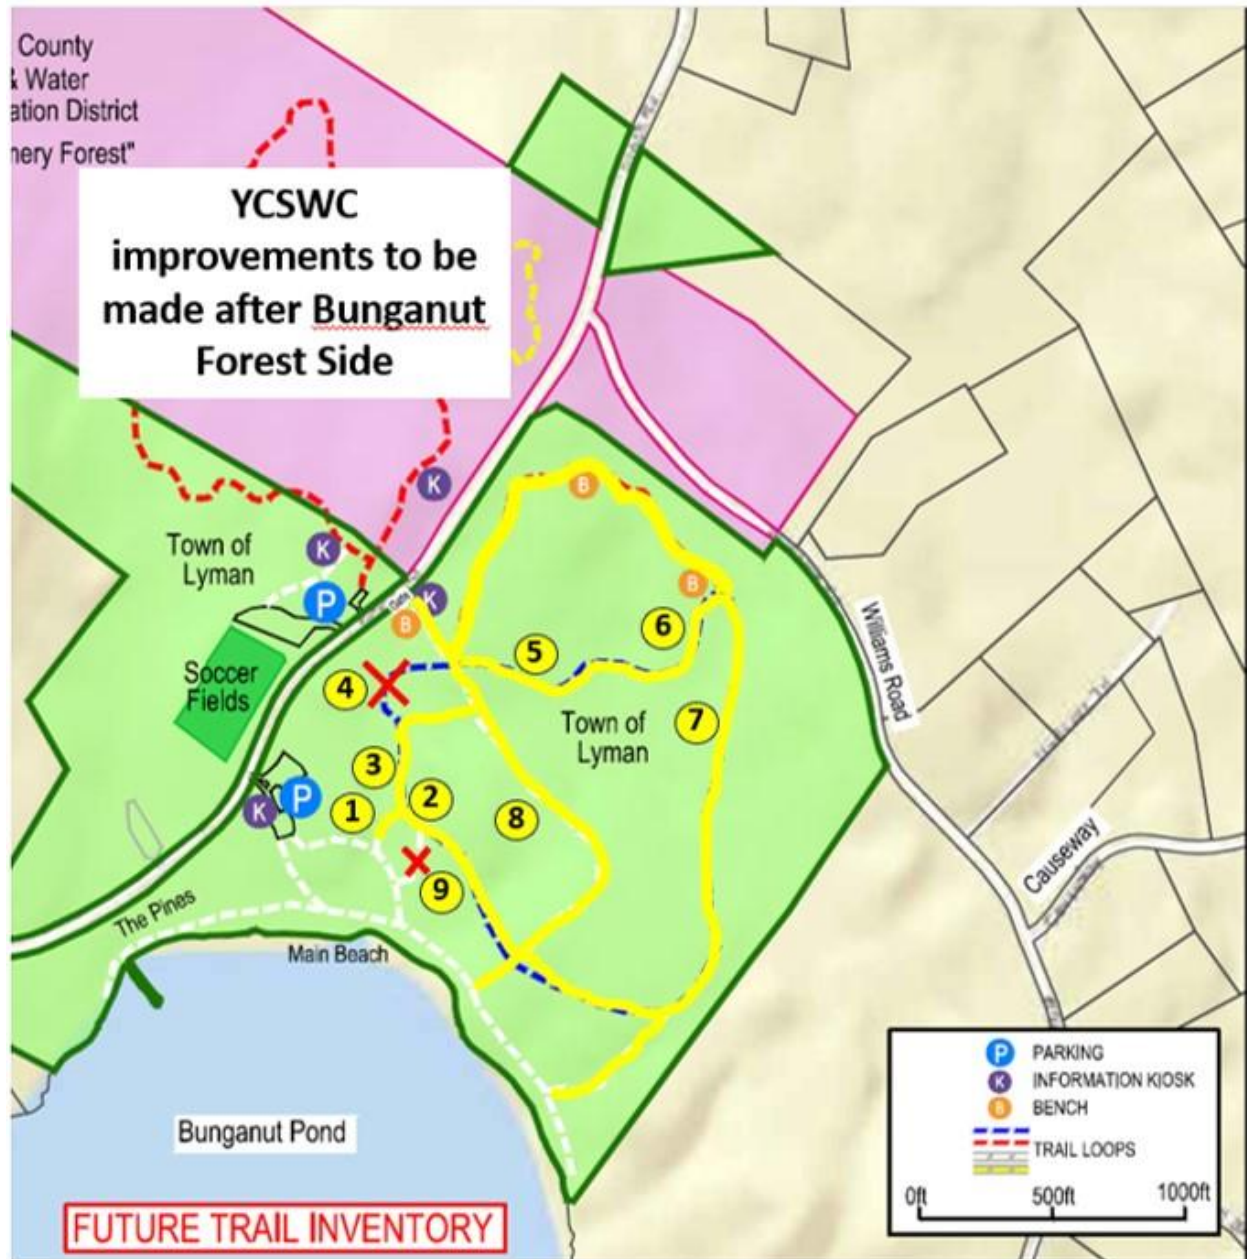 County
& Water
ation District
nery Forest"
YCSWC
improvements to be
made after Bunganut
Forest Side
K
K
Town of
Lyman
P
Gate
K
B
B
B
Soccer
Fields
4
5
6
Town of
Lyman
7
Williams Road
3
K
P
1
2
8
9
The Pines
Main Beach
Causeway
Bunganut Pond
FUTURE TRAIL INVENTORY
P PARKING
K INFORMATION KIOSK
B BENCH
TRAIL LOOPS
0ft 500ft 1000ft